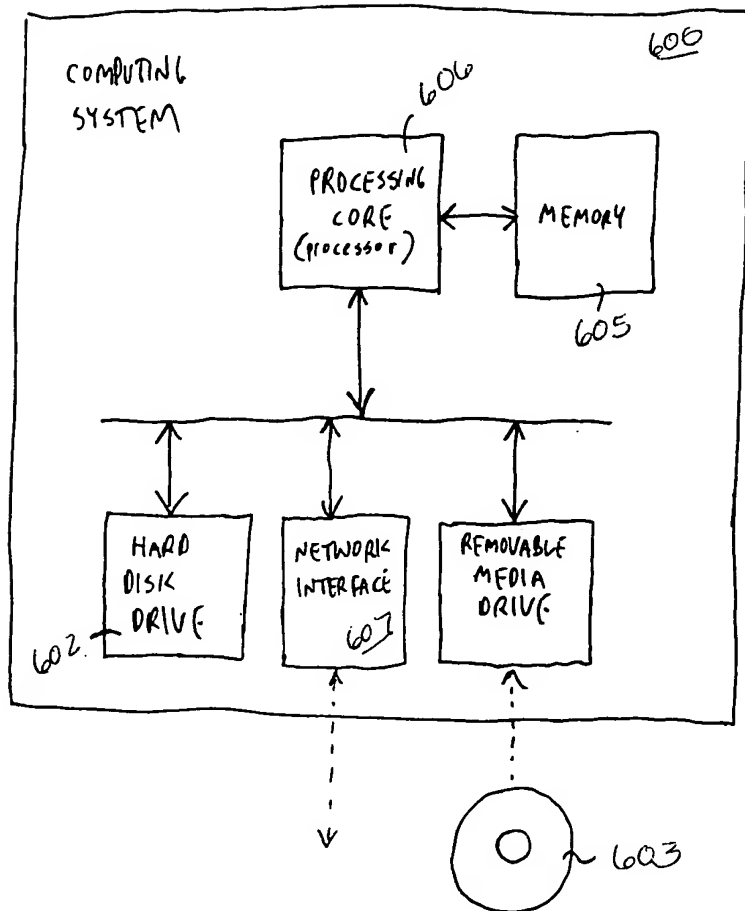 600
COMPUTING
SYSTEM
606
PROCESSING
CORE
(processor)
MEMORY
605
HARD
DISK
DRIVE
602
NETWORK
INTERFACE
607
REMOVABLE
MEDIA
DRIVE
603